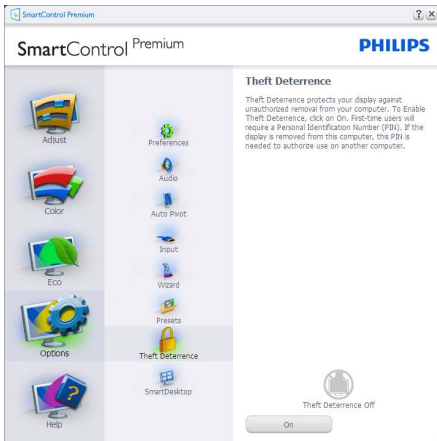 SmartControl Premium
SmartControl Premium
PHILIPS
Adjust
Color
Eco
Options
Help
Preferences
Audio
Auto Pivot
Input
Wizard
Presets
Theft Deterrence
SmartDesktop
Theft Deterrence
Theft Deterrence protects your display against
unauthorized removal from your computer. To Enable
Theft Deterrence, click on On. First-time users will
require a Personal Identification Number (PIN). If the
display is removed from this computer, this PIN is
needed to authorize use on another computer.
Theft Deterrence Off
On